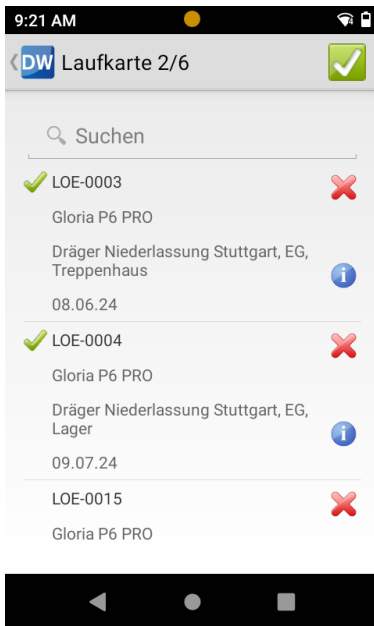 9:21 AM
DW Laufkarte 2/6
Suchen
LOE-0003
Gloria P6 PRO
Dräger Niederlassung Stuttgart, EG,
Treppenhaus
08.06.24
LOE-0004
Gloria P6 PRO
Dräger Niederlassung Stuttgart, EG,
Lager
09.07.24
LOE-0015
Gloria P6 PRO